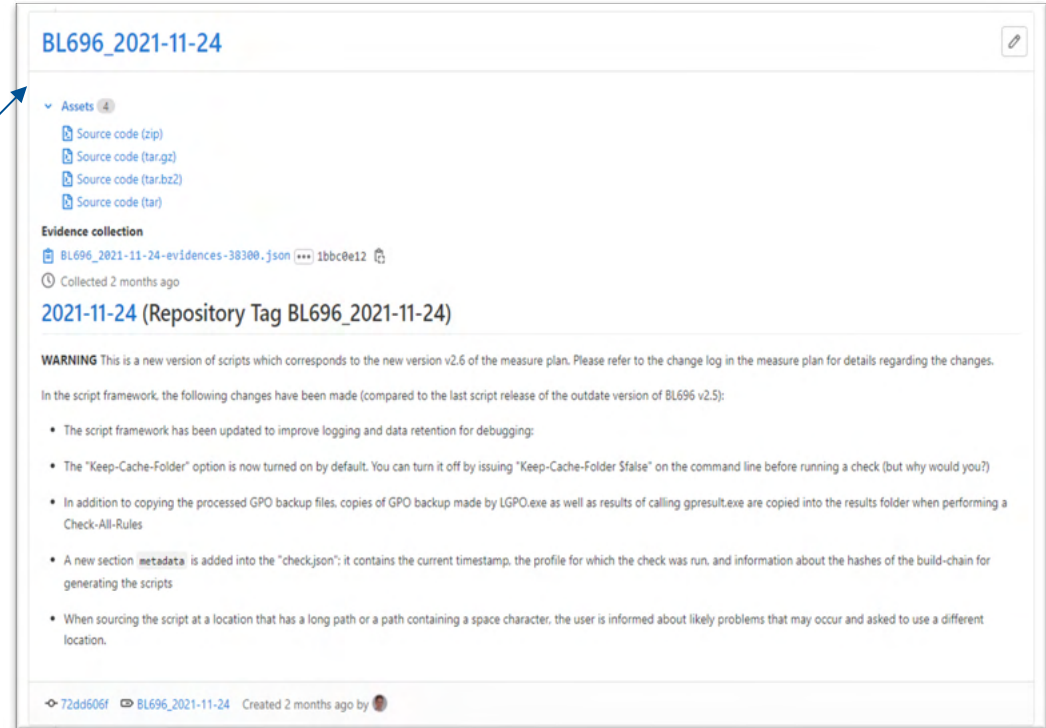 BL696_2021-11-24
Assets 4
Source code (zip)
Source code (tar.gz)
Source code (tar.bz2)
Source code (tar)
Evidence collection
BL696_2021-11-24-evidences-38300.json ••• 1bbc0e12
Collected 2 months ago
2021-11-24 (Repository Tag BL696_2021-11-24)
WARNING This is a new version of scripts which corresponds to the new version v2.6 of the measure plan. Please refer to the change log in the measure plan for details regarding the changes.
In the script framework, the following changes have been made (compared to the last script release of the outdate version of BL696 v2.5):
• The script framework has been updated to improve logging and data retention for debugging:
• The "Keep-Cache-Folder" option is now turned on by default. You can turn it off by issuing "Keep-Cache-Folder $false" on the command line before running a check (but why would you?)
• In addition to copying the processed GPO backup files, copies of GPO backup made by LGPO.exe as well as results of calling gpresult.exe are copied into the results folder when performing a
Check-All-Rules
• A new section metadata is added into the "check.json"; it contains the current timestamp, the profile for which the check was run, and information about the hashes of the build-chain for
generating the scripts
• When sourcing the script at a location that has a long path or a path containing a space character, the user is informed about likely problems that may occur and asked to use a different
location.
72dd606f BL696_2021-11-24 Created 2 months ago by